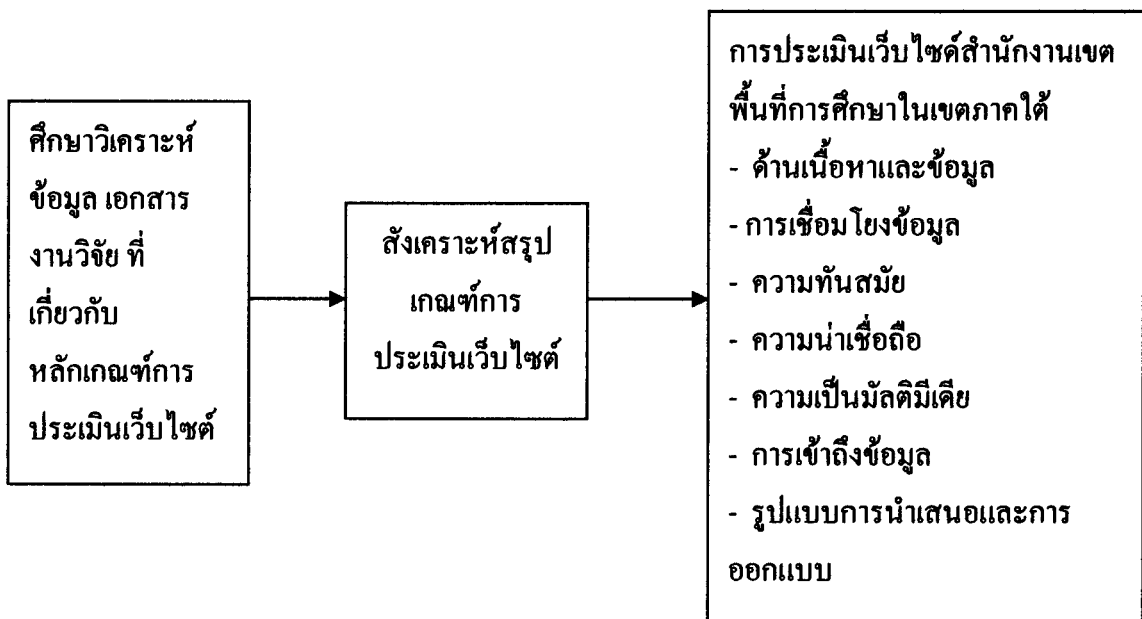 ศึกษาวิเคราะห์
ข้อมูล เอกสาร
งานวิจัย ที่
เกี่ยวกับ
หลักเกณฑ์การ
ประเมินเว็บไซต์
สังเคราะห์สรุป
เกณฑ์การ
ประเมินเว็บไซต์
การประเมินเว็บไซต์สำนักงานเขต
พื้นที่การศึกษาในเขตภาคใต้
- ด้านเนื้อหาและข้อมูล
- การเชื่อมโยงข้อมูล
- ความทันสมัย
- ความน่าเชื่อถือ
- ความเป็นมัลติมีเดีย
- การเข้าถึงข้อมูล
- รูปแบบการนำเสนอและการ
ออกแบบ